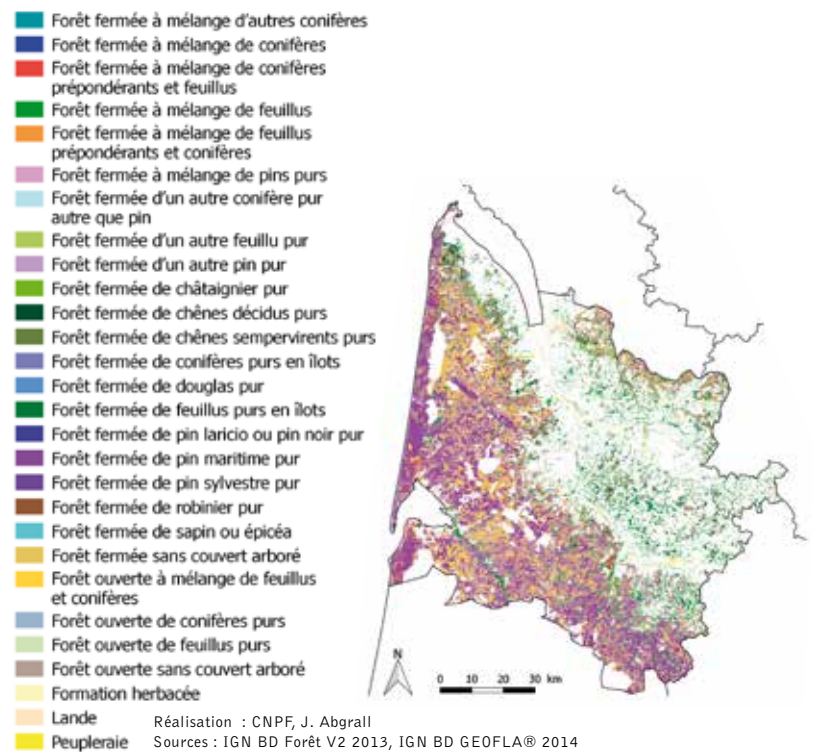 Forêt fermée à mélange d'autres conifères
Forêt fermée à mélange de conifères
Forêt fermée à mélange de conifères
prépondérants et feuillus
Forêt fermée à mélange de feuillus
Forêt fermée à mélange de feuillus
prépondérants et conifères
Forêt fermée à mélange de pins purs
Forêt fermée d'un autre conifère pur
autre que pin
Forêt fermée d'un autre feuillu pur
Forêt fermée d'un autre pin pur
Forêt fermée de châtaignier pur
Forêt fermée de chênes décidus purs
Forêt fermée de chênes sempervirents purs
Forêt fermée de conifères purs en îlots
Forêt fermée de douglas pur
Forêt fermée de feuillus purs en îlots
Forêt fermée de pin laricio ou pin noir pur
Forêt fermée de pin maritime pur
Forêt fermée de pin sylvestre pur
Forêt fermée de robinier pur
Forêt fermée de sapin ou épicéa
Forêt fermée sans couvert arboré
Forêt ouverte à mélange de feuillus
et conifères
Forêt ouverte de conifères purs
Forêt ouverte de feuillus purs
Forêt ouverte sans couvert arboré
Formation herbacée
Lande
Peupleraie
N
0 10 20 30 km
Réalisation : CNPF, J. Abgrall
Sources : IGN BD Forêt V2 2013, IGN BD GEOFLA® 2014